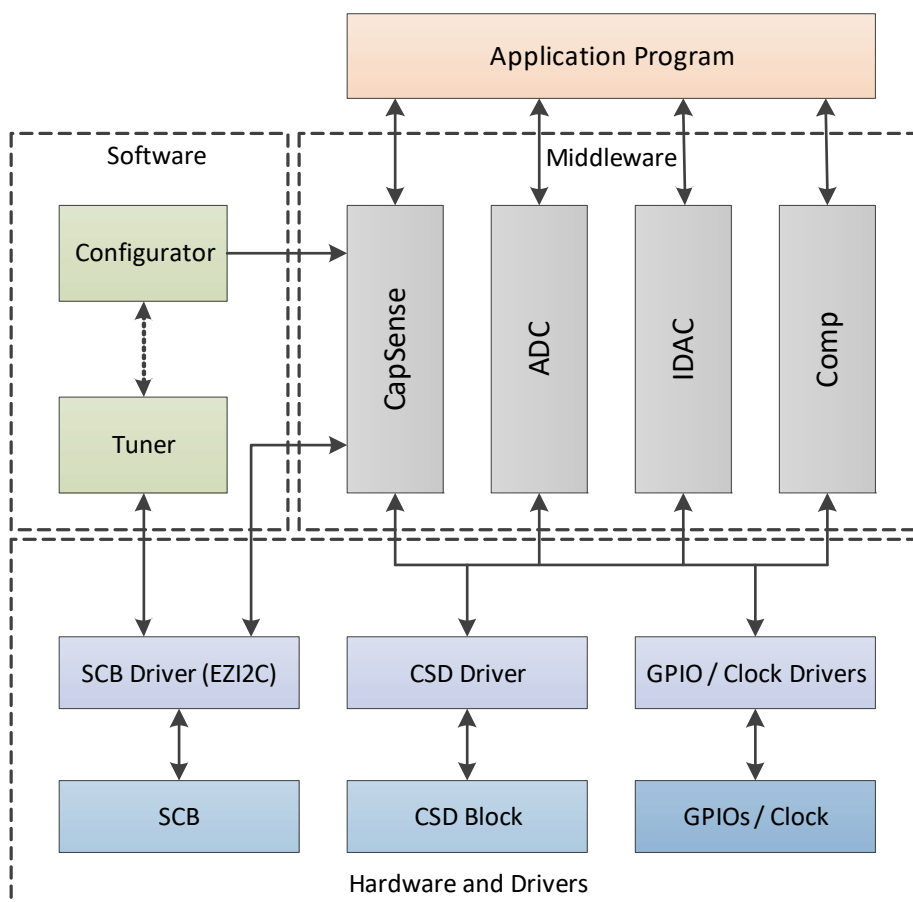 Application Program
Software
Middleware
Configurator
Tuner
CapSense
ADC
IDAC
Comp
SCB Driver (EZI2C)
CSD Driver
GPIO / Clock Drivers
SCB
CSD Block
GPIOs / Clock
Hardware and Drivers